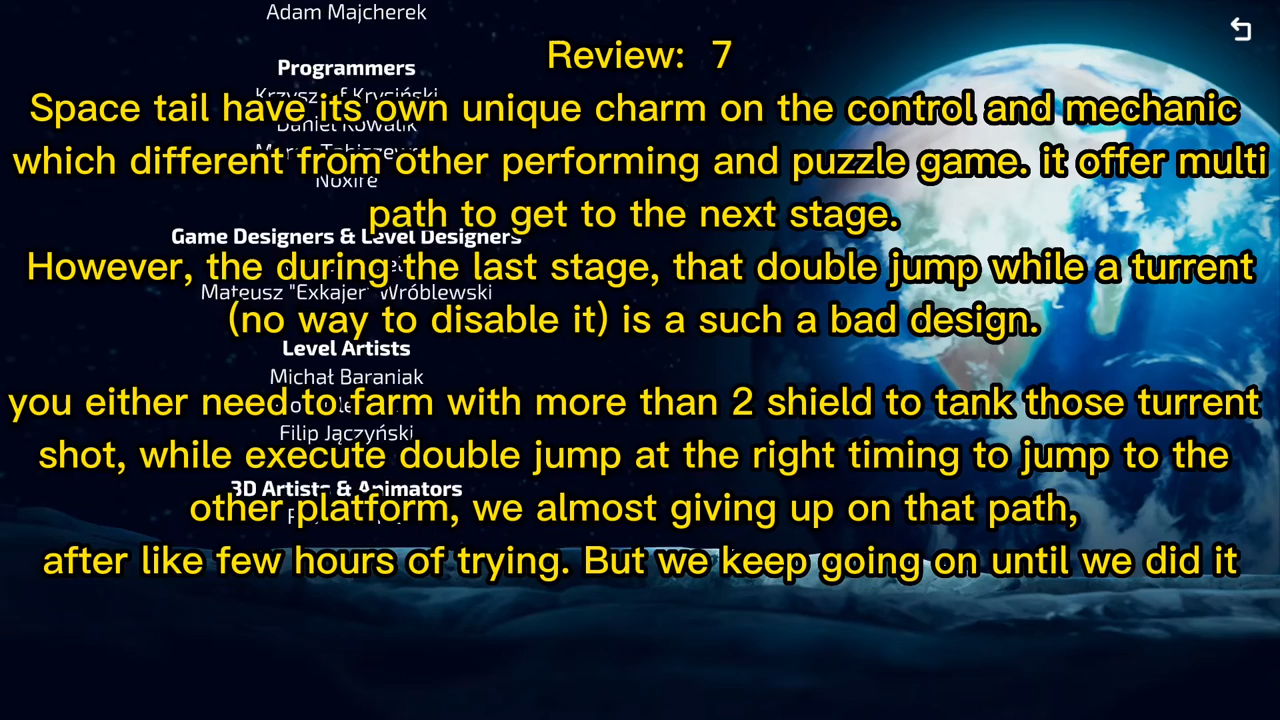 Adam Majcherek
Review: 7
Programmers
Space tail have its own unique charm on the control and mechanic
which different from other performing and puzzle game. it offer multi
Noxire
path to get to the next stage.
Game Designers & Level Designers
However, the during the last stage, that double jump while a turrent
Mateusz "Exkajer" Wróblewski
(no way to disable it) is a such a bad design.
Level Artists
Michał Baraniak
you either need to farm with more than 2 shield to tank those turrent
Filip Jączyński
shot, while execute double jump at the right timing to jump to the
3D Artists & Animators
other platform, we almost giving up on that path,
after like few hours of trying. But we keep going on until we did it